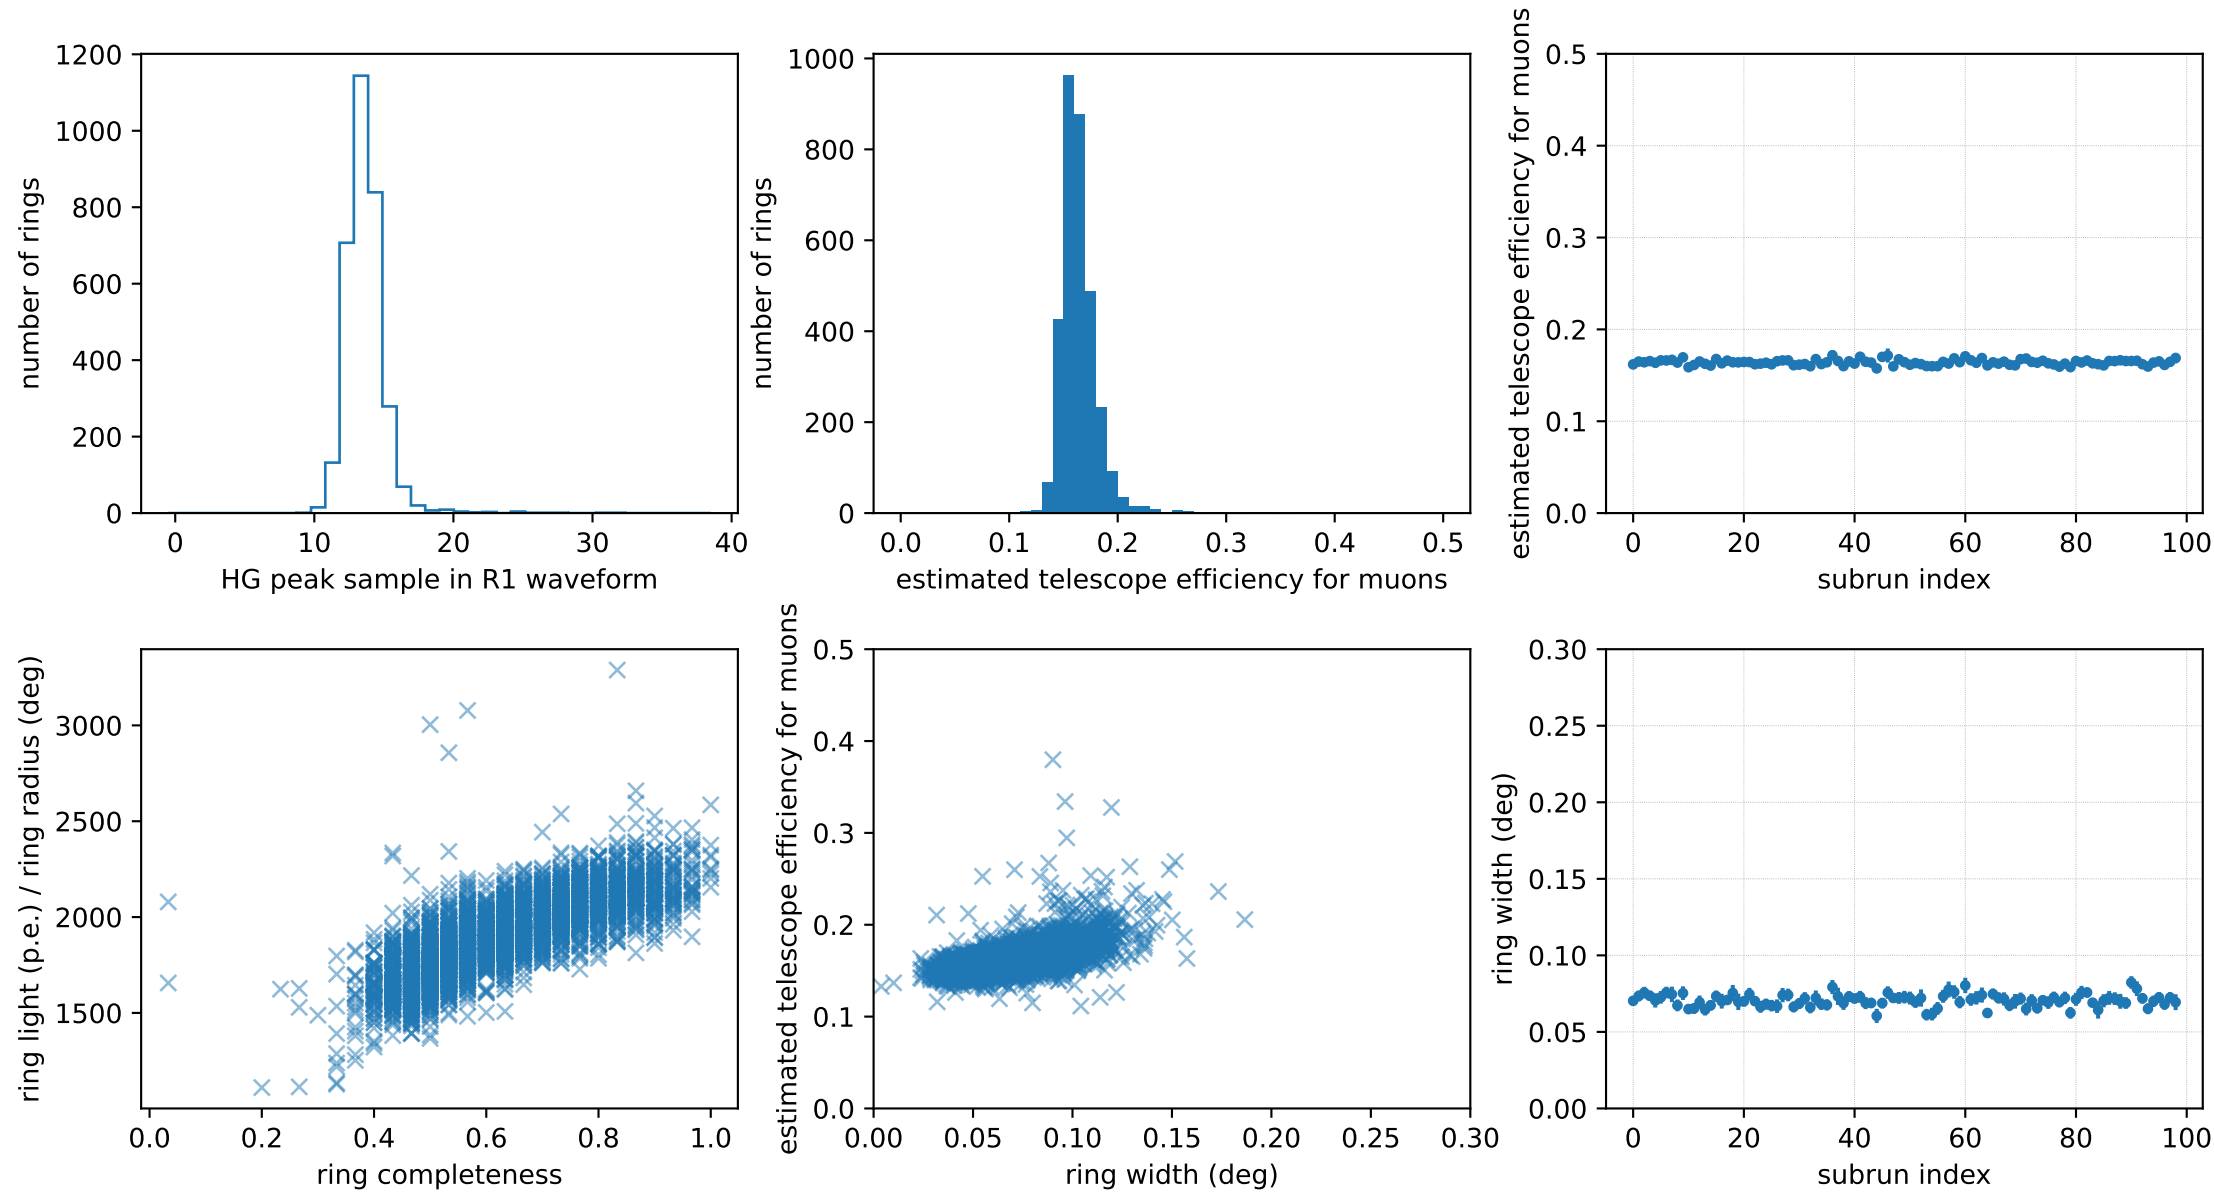 number of rings
1200
1000
800
600
400
200
0
0 10 20 30 40
HG peak sample in R1 waveform
number of rings
1000
800
600
400
200
0
0.0 0.1 0.2 0.3 0.4 0.5
estimated telescope efficiency for muons
estimated telescope efficiency for muons
0.5
0.4
0.3
0.2
0.1
0.0
0 20 40 60 80 100
subrun index
ring light (p.e.) / ring radius (deg)
3000
2500
2000
1500
0.0 0.2 0.4 0.6 0.8 1.0
ring completeness
estimated telescope efficiency for muons
0.5
0.4
0.3
0.2
0.1
0.0
0.00 0.05 0.10 0.15 0.20 0.25 0.30
ring width (deg)
ring width (deg)
0.30
0.25
0.20
0.15
0.10
0.05
0.00
0 20 40 60 80 100
subrun index